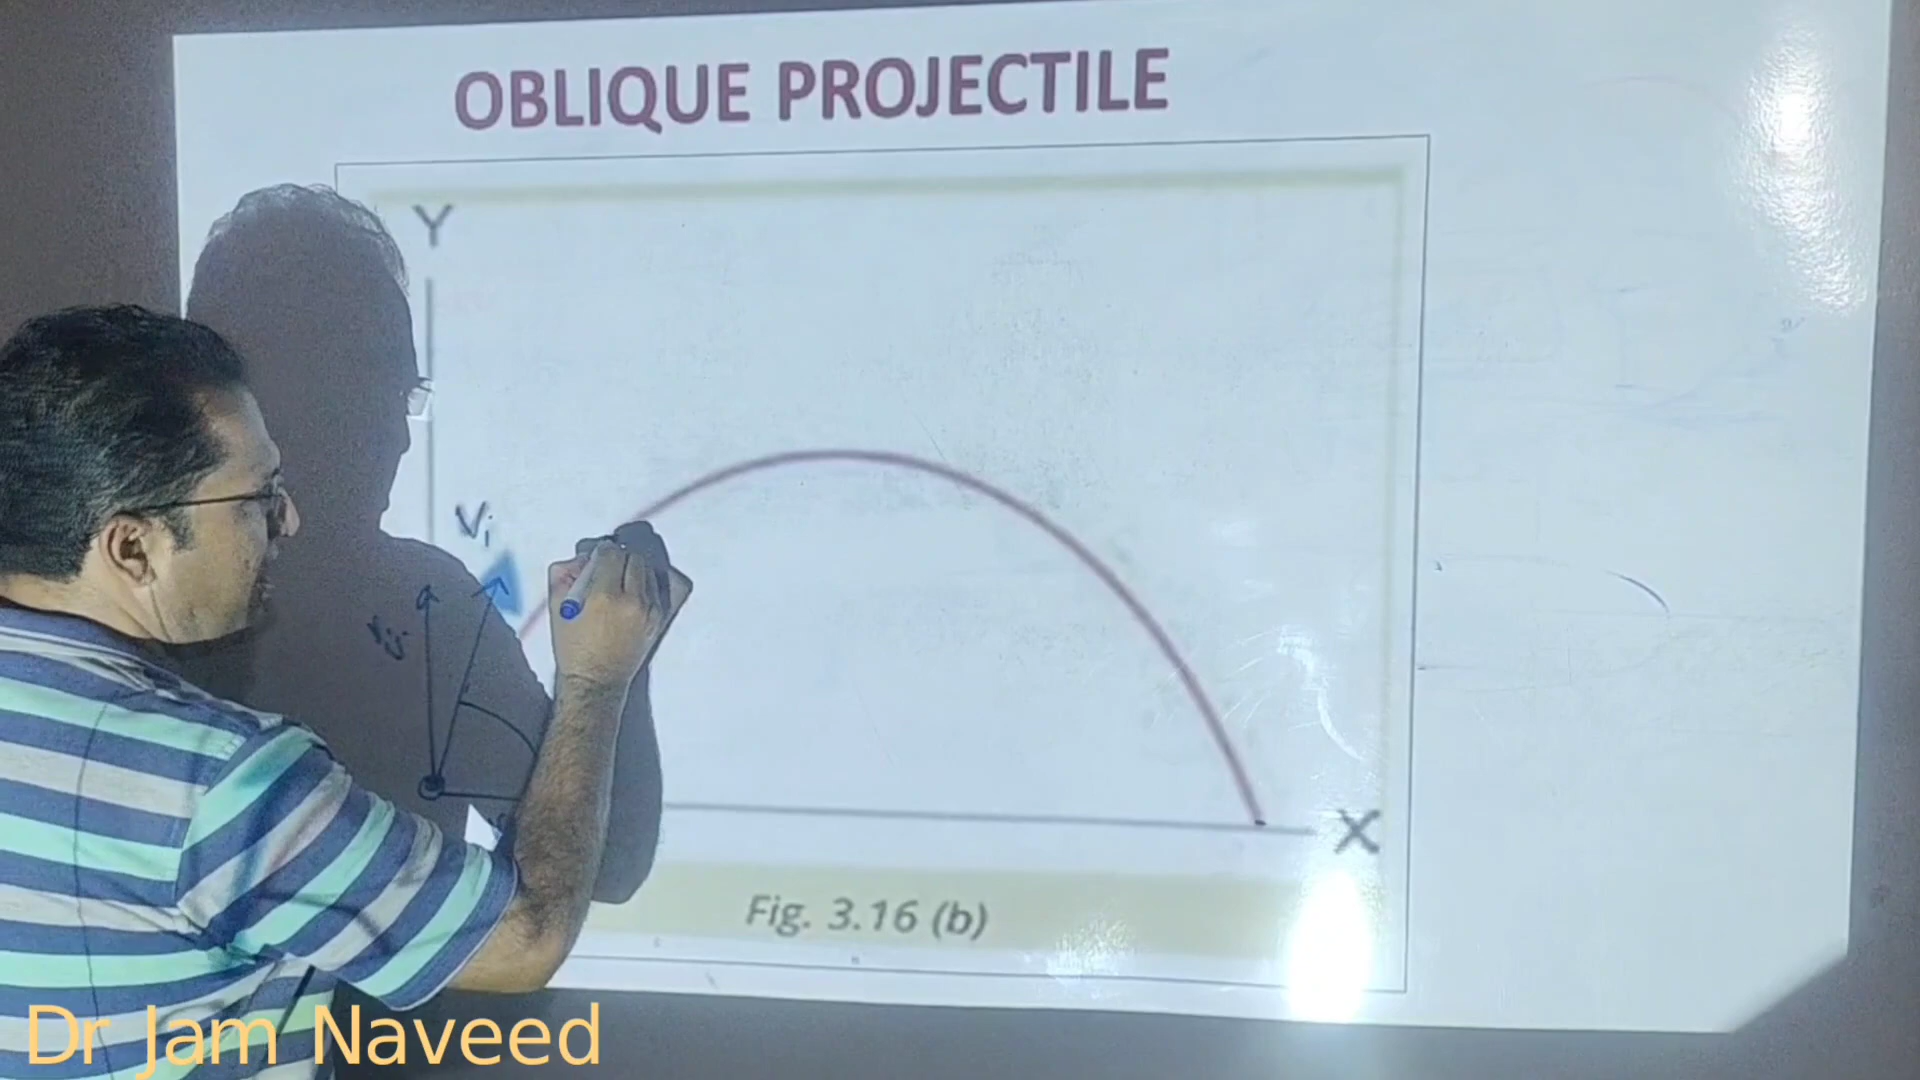 OBLIQUE PROJECTILE
Y
Vi
X
Fig. 3.16 (b)
Dr Jam Naveed